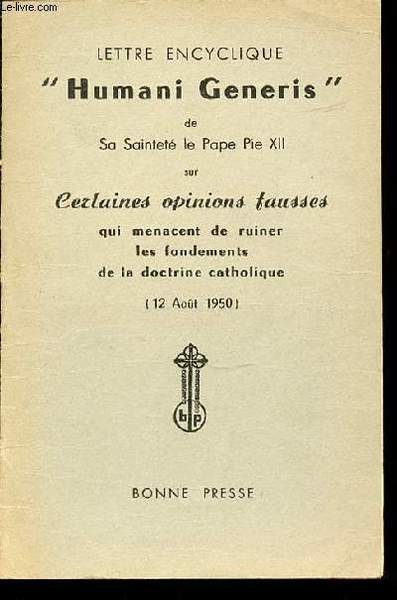 Le-livre.com
LETTRE ENCYCLIQUE
"Humani Generis"
de
Sa Sainteté le Pape Pie XII
sur
Certaines opinions fausses
qui menacent de ruiner
les fondements
de la doctrine catholique
(12 Août 1950)
b p
BONNE PRESSE